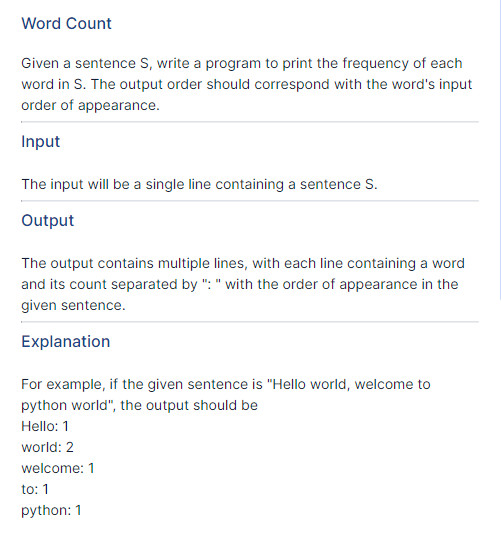 Word Count
Given a sentence S, write a program to print the frequency of each
word in S. The output order should correspond with the word's input
order of appearance.
Input
The input will be a single line containing a sentence S.
Output
The output contains multiple lines, with each line containing a word
and its count separated by ": " with the order of appearance in the
given sentence.
Explanation
For example, if the given sentence is "Hello world, welcome to
python world", the output should be
Hello: 1
world: 2
welcome: 1
to: 1
python: 1